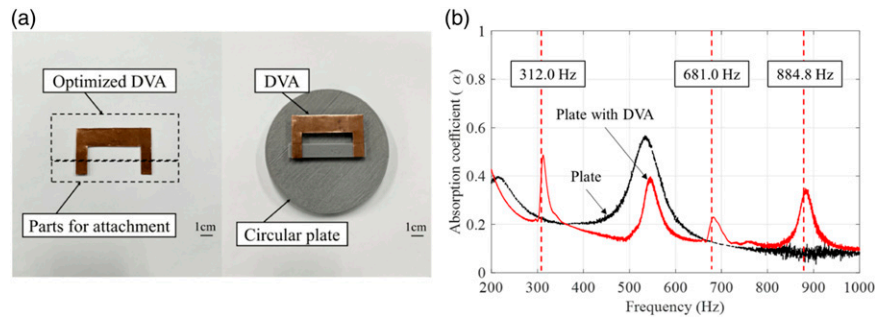 (a)
Optimized DVA
Parts for attachment
1cm
DVA
Circular plate
1cm
(b)
Absorption coefficient ( α )
1
0.8
0.6
0.4
0.2
0
312.0 Hz
681.0 Hz
884.8 Hz
Plate with DVA
Plate
200 300 400 500 600 700 800 900 1000
Frequency (Hz)